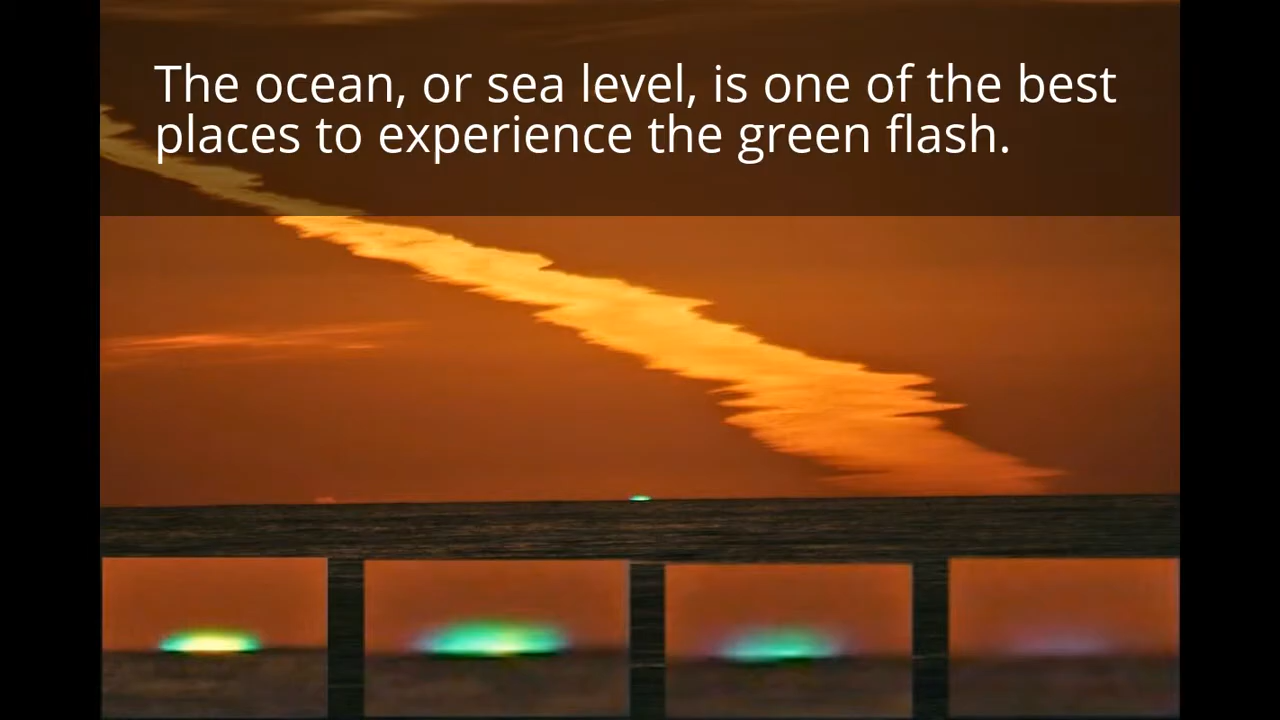 The ocean, or sea level, is one of the best
places to experience the green flash.